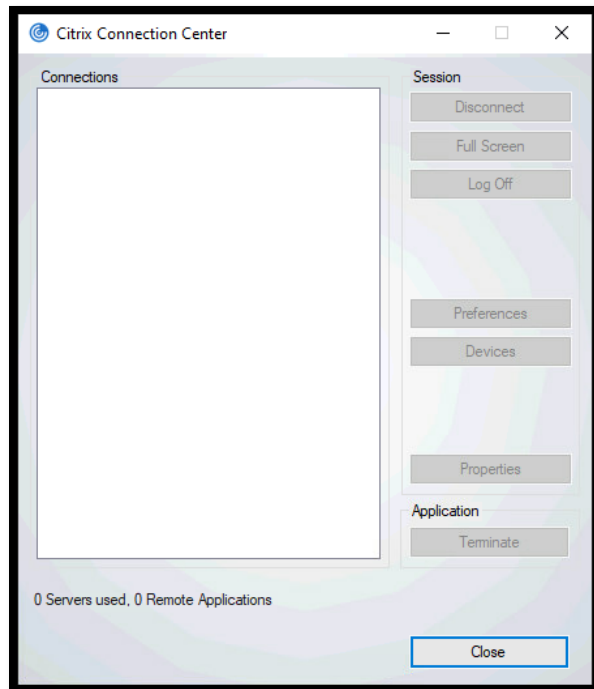 Citrix Connection Center
Connections
Session
Disconnect
Full Screen
Log Off
Preferences
Devices
Properties
Application
Terminate
0 Servers used, 0 Remote Applications
Close